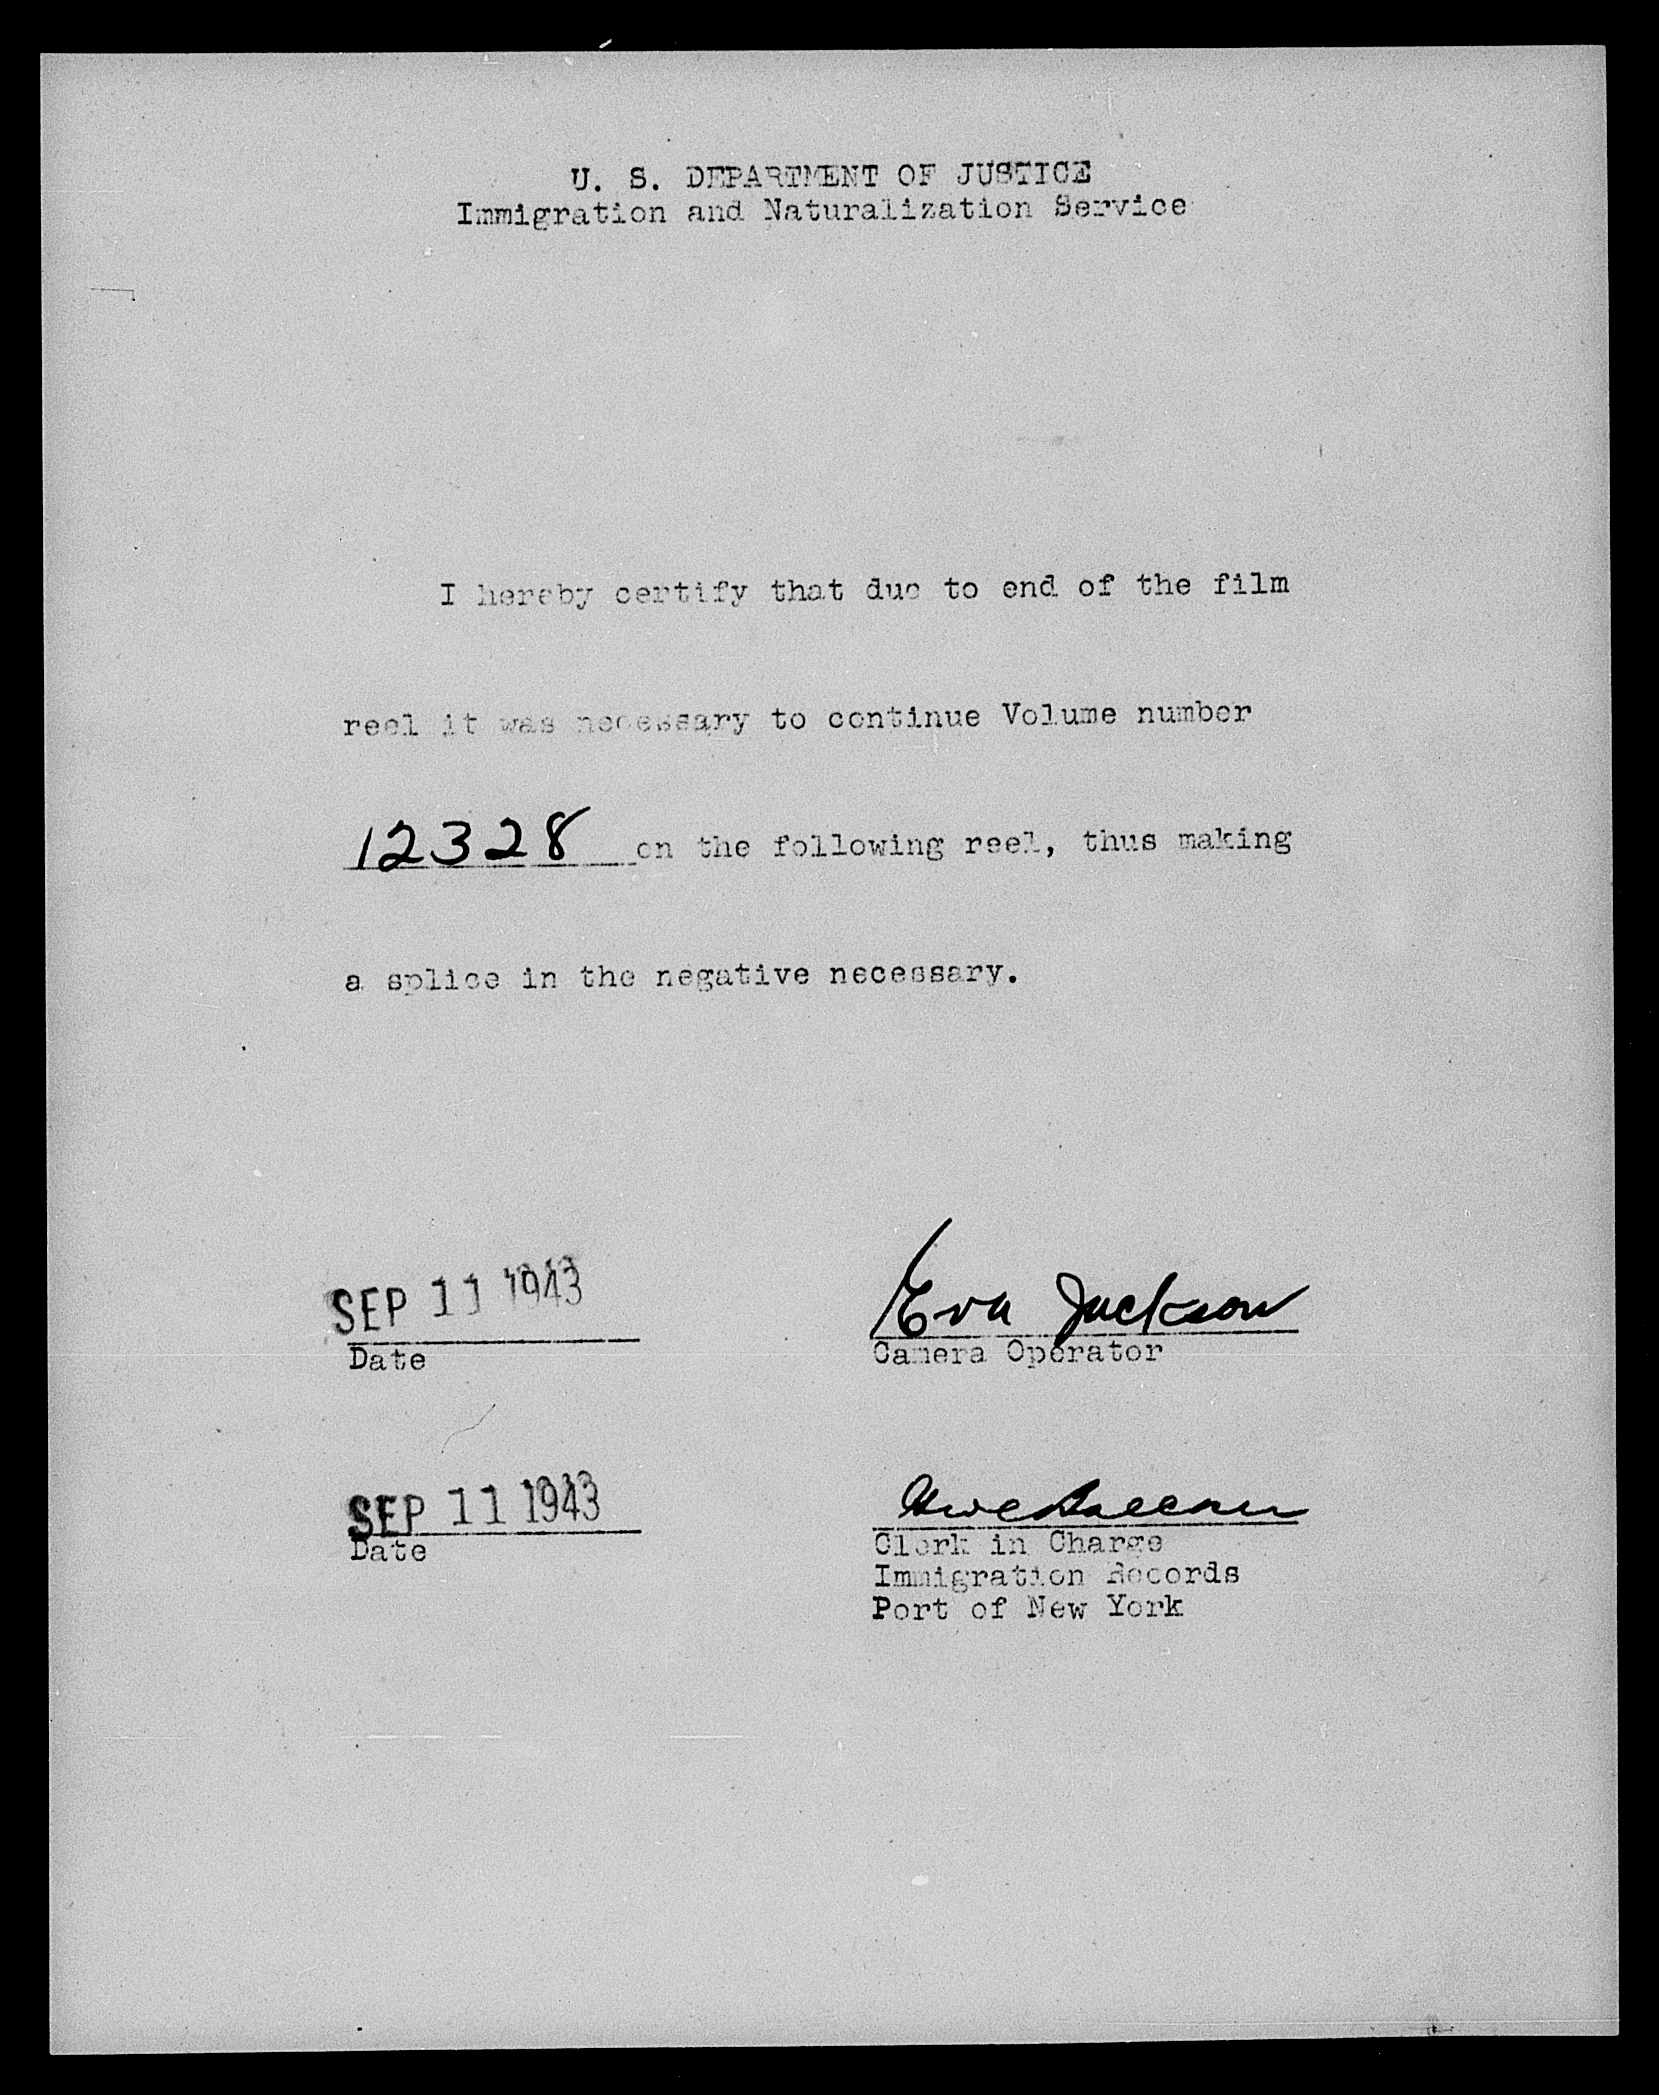 U. S. DEPARTMENT OF JUSTICE
Immigration and Naturalization Service
I hereby certify that due to end of the film
reel it was necessary to continue Volume number
12328 on the following reel, thus making
a splice in the negative necessary.
SEP 11 1943
Date
Eva Jackson
Camera Operator
SEP 11 1943
Date
Clerk in Charge
Immigration Records
Port of New York